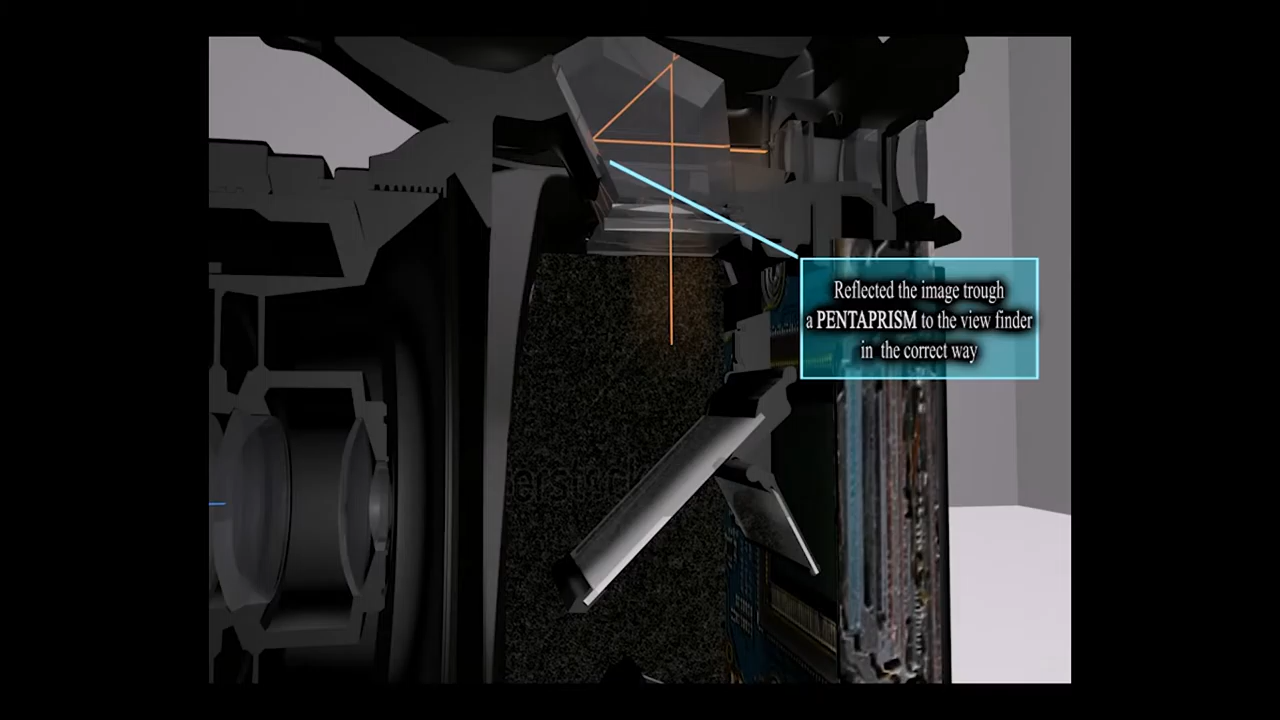 Reflected the image trough
a PENTAPRISM to the view finder
in the correct way